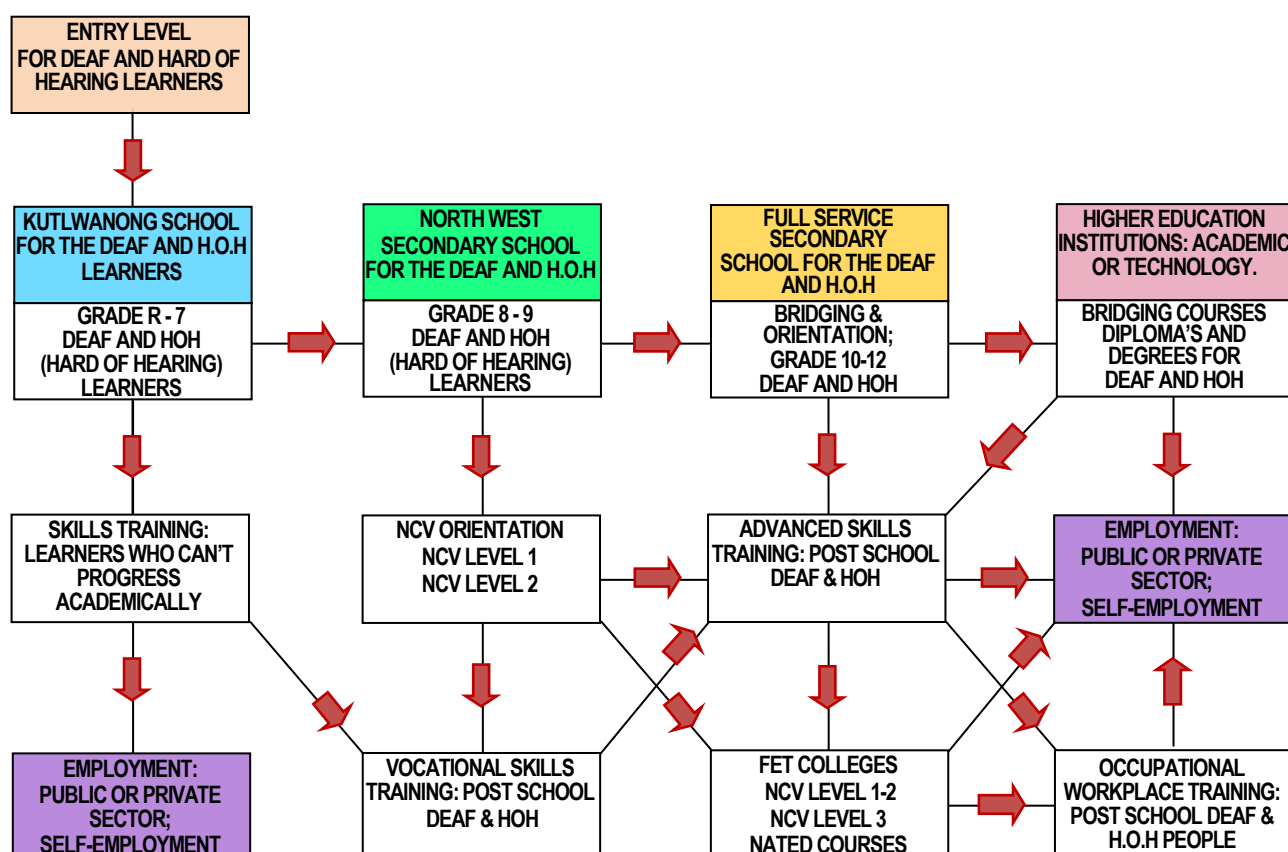 ENTRY LEVEL
FOR DEAF AND HARD OF
HEARING LEARNERS
KUTLWANONG SCHOOL
FOR THE DEAF AND H.O.H
LEARNERS
GRADE R - 7
DEAF AND HOH
(HARD OF HEARING)
LEARNERS
NORTH WEST
SECONDARY SCHOOL
FOR THE DEAF AND H.O.H
GRADE 8 - 9
DEAF AND HOH
(HARD OF HEARING)
LEARNERS
FULL SERVICE
SECONDARY
SCHOOL FOR THE DEAF
AND H.O.H
BRIDGING &
ORIENTATION;
GRADE 10-12
DEAF AND HOH
HIGHER EDUCATION
INSTITUTIONS: ACADEMIC
OR TECHNOLOGY.
BRIDGING COURSES
DIPLOMA'S AND
DEGREES FOR
DEAF AND HOH
SKILLS TRAINING:
LEARNERS WHO CAN'T
PROGRESS
ACADEMICALLY
NCV ORIENTATION
NCV LEVEL 1
NCV LEVEL 2
ADVANCED SKILLS
TRAINING: POST SCHOOL
DEAF & HOH
EMPLOYMENT:
PUBLIC OR PRIVATE
SECTOR;
SELF-EMPLOYMENT
EMPLOYMENT:
PUBLIC OR PRIVATE
SECTOR;
SELF-EMPLOYMENT
VOCATIONAL SKILLS
TRAINING: POST SCHOOL
DEAF & HOH
FET COLLEGES
NCV LEVEL 1-2
NCV LEVEL 3
NATED COURSES
OCCUPATIONAL
WORKPLACE TRAINING:
POST SCHOOL DEAF &
H.O.H PEOPLE